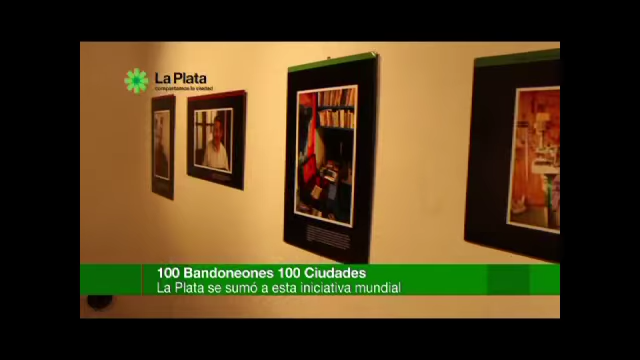 La Plata
compartamos la ciudad
100 Bandoneones 100 Ciudades
La Plata se sumó a esta iniciativa mundial